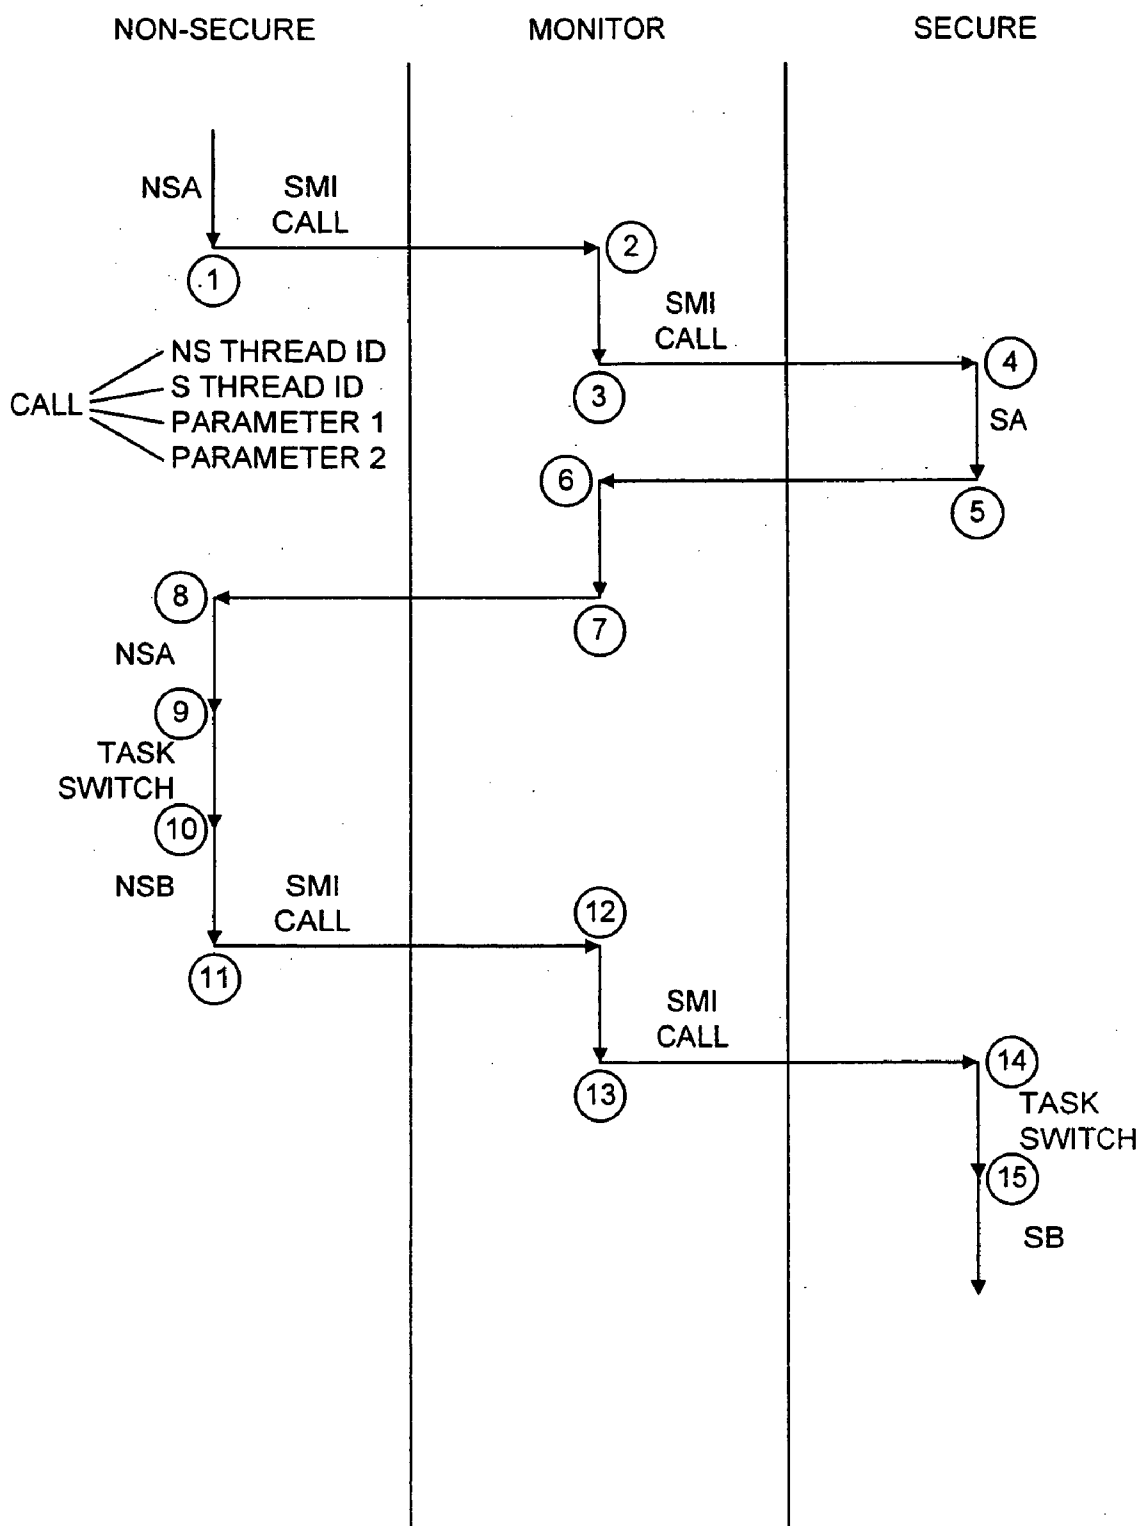 NON-SECURE MONITOR SECURE
NSA
SMI
CALL
2
1
SMI
CALL
4
3
NS THREAD ID
S THREAD ID
CALL
PARAMETER 1
PARAMETER 2
SA
6
5
8
7
NSA
9
TASK
SWITCH
10
NSB
SMI
CALL
12
11
SMI
CALL
14
13
TASK
SWITCH
15
SB